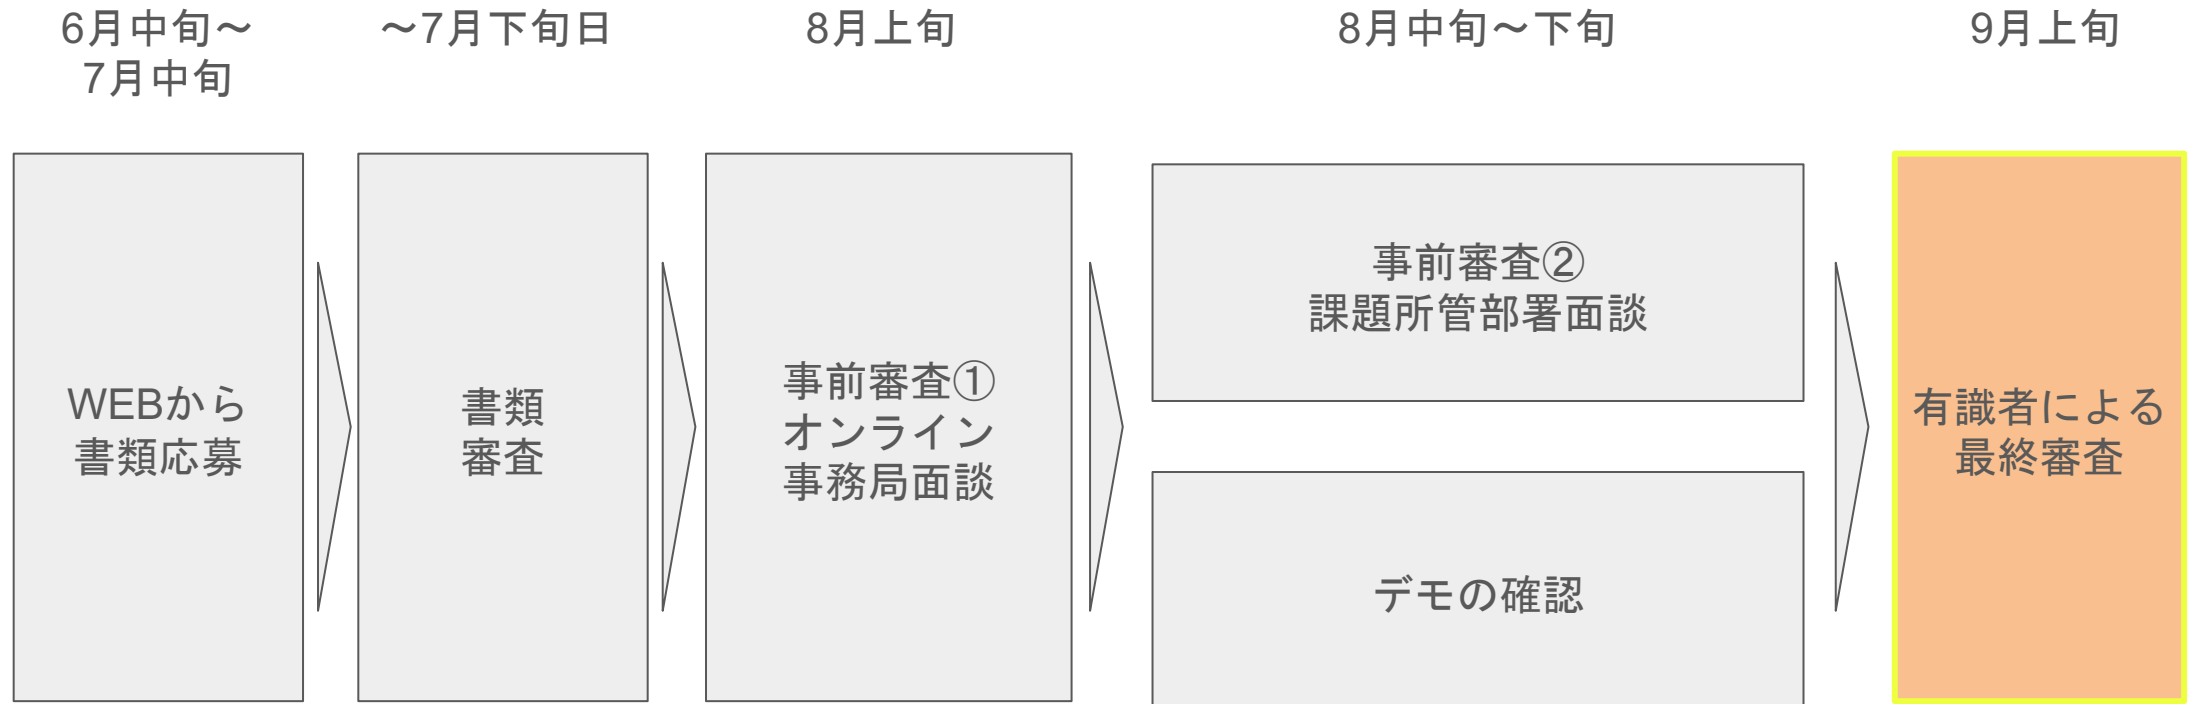 6月中旬～
7月中旬
～7月下旬日
8月上旬
8月中旬～下旬
9月上旬
WEBから
書類応募
書類
審査
事前審査①
オンライン
事務局面談
事前審査②
課題所管部署面談
デモの確認
有識者による
最終審査